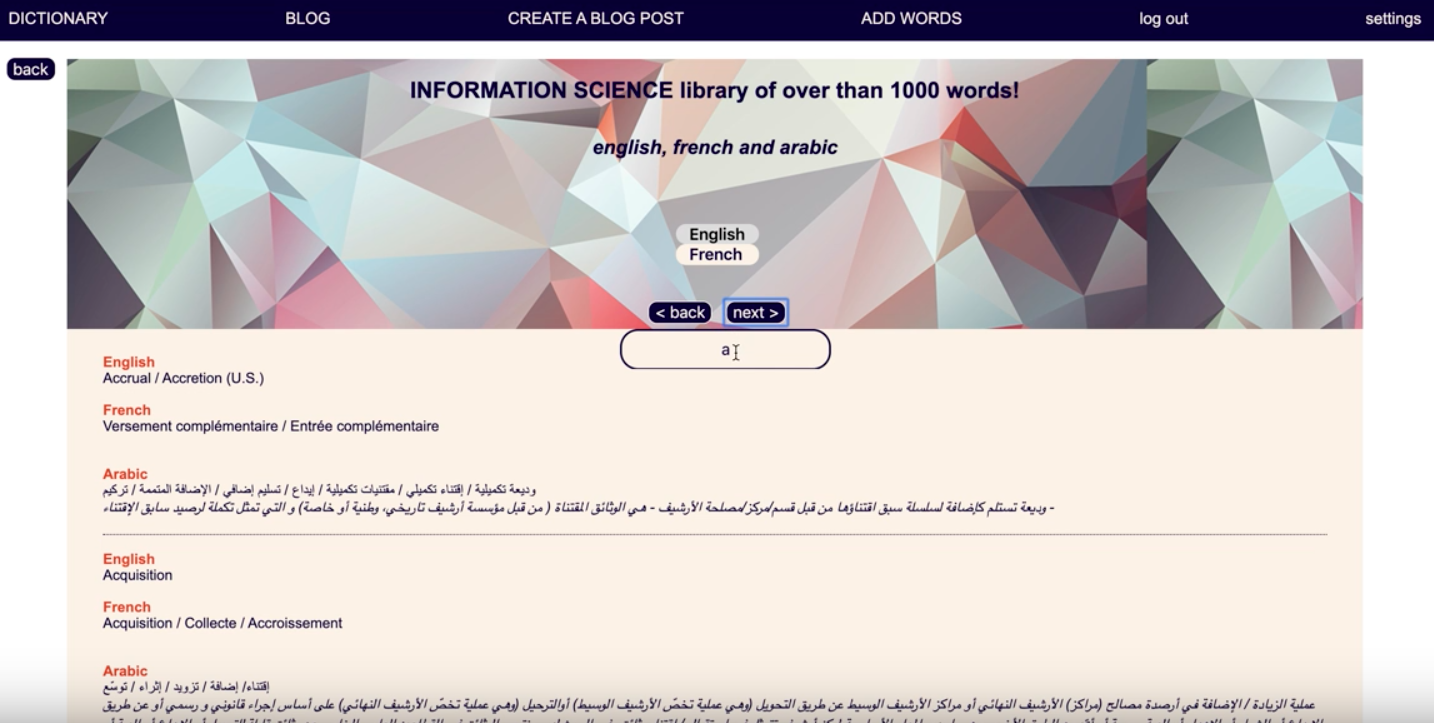 DICTIONARY BLOG CREATE A BLOG POST ADD WORDS log out settings
back
INFORMATION SCIENCE library of over than 1000 words!
english, french and arabic
English
French
< back next >
a
English
Accrual / Accretion (U.S.)
French
Versement complémentaire / Entrée complémentaire
Arabic
وديعة تكميلية / إقتناء تكميلي / مقتنيات تكميلية / إيداع / تسليم إضافي / الإضافة المتممة / تركيم
- وديعة تستلم كإضافة لسلسلة سبق اقتناؤها من قبل قسم/مركز/مصلحة الأرشيف - هي الوثائق المقتناة ( من قبل مؤسسة أرشيف تاريخي، وطنية أو خاصة) و التي تمثل تكملة لرصيد سابق الإقتناء
English
Acquisition
French
Acquisition / Collecte / Accroissement
Arabic
إقتناء/ إضافة / تزويد / إثراء / توسّع
عملية الزيادة / الإضافة في أرصدة مصالح (مراكز) الأرشيف النهائي أو مراكز الأرشيف الوسيط عن طريق التحويل (وهي عملية تخصّ الأرشيف الوسيط) أوالترحيل (وهي عملية تخصّ الأرشيف النهائي) على أساس إجراء قانوني و رسمي أو عن طريق